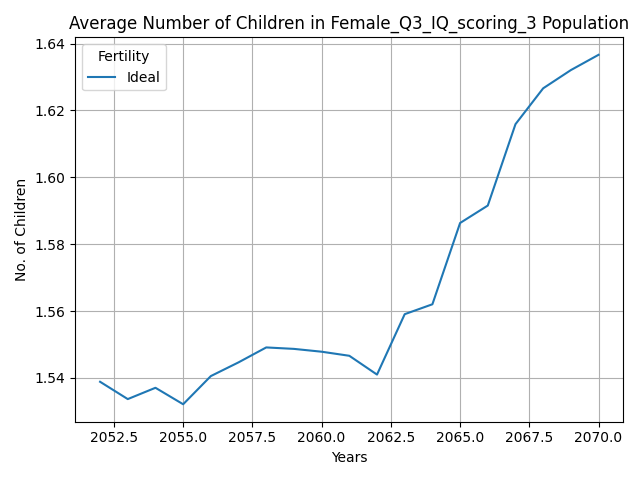 Average Number of Children in Female_Q3_IQ_scoring_3 Population
Fertility
Ideal
No. of Children
1.64
1.62
1.60
1.58
1.56
1.54
2052.5 2055.0 2057.5 2060.0 2062.5 2065.0 2067.5 2070.0
Years